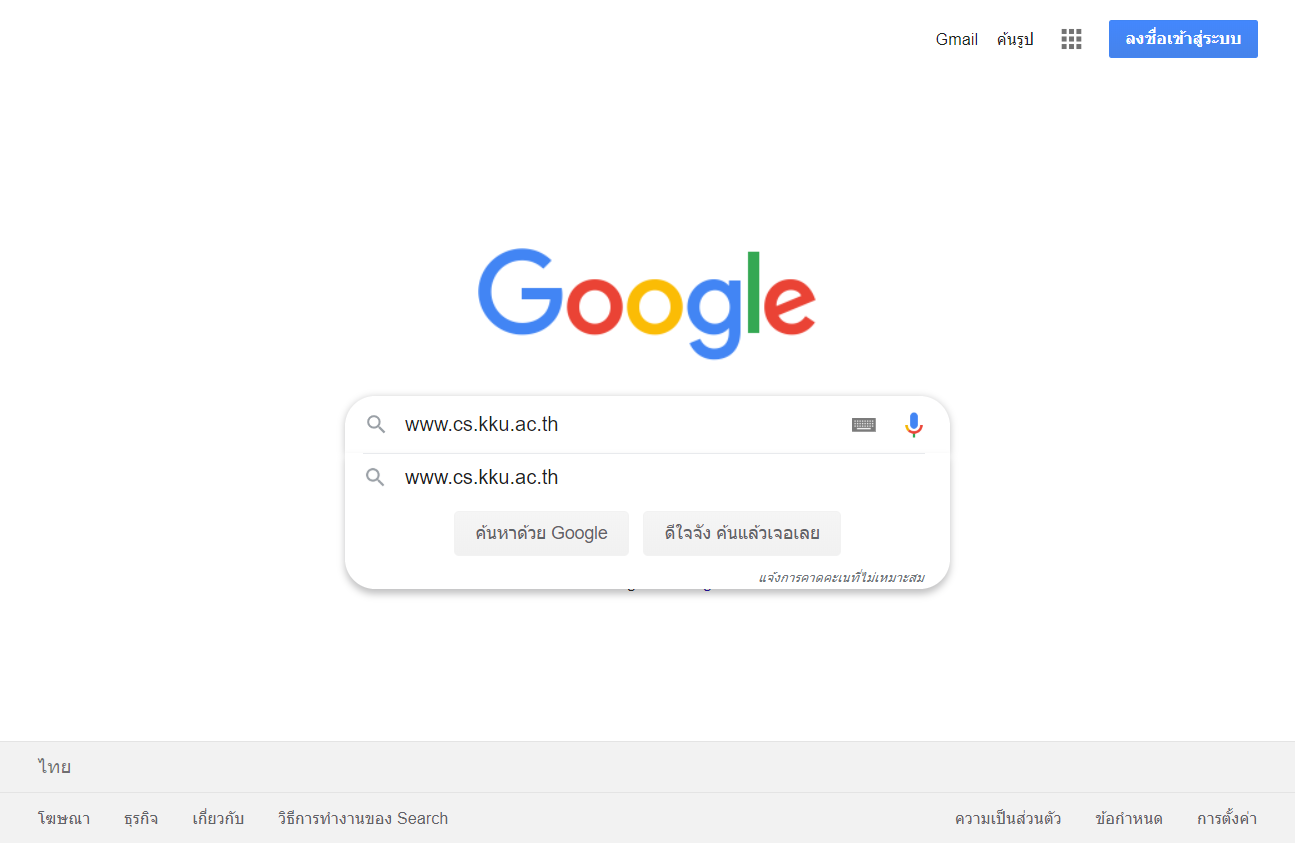 Gmail ค้นรูป ลงชื่อเข้าสู่ระบบ
Google
www.cs.kku.ac.th
www.cs.kku.ac.th
ค้นหาด้วย Google ดีใจจัง ค้นแล้วเจอเลย
แจ้งการคาดคะเนที่ไม่เหมาะสม
ไทย
โฆษณา ธุรกิจ เกี่ยวกับ วิธีการทำงานของ Search ความเป็นส่วนตัว ข้อกำหนด การตั้งค่า